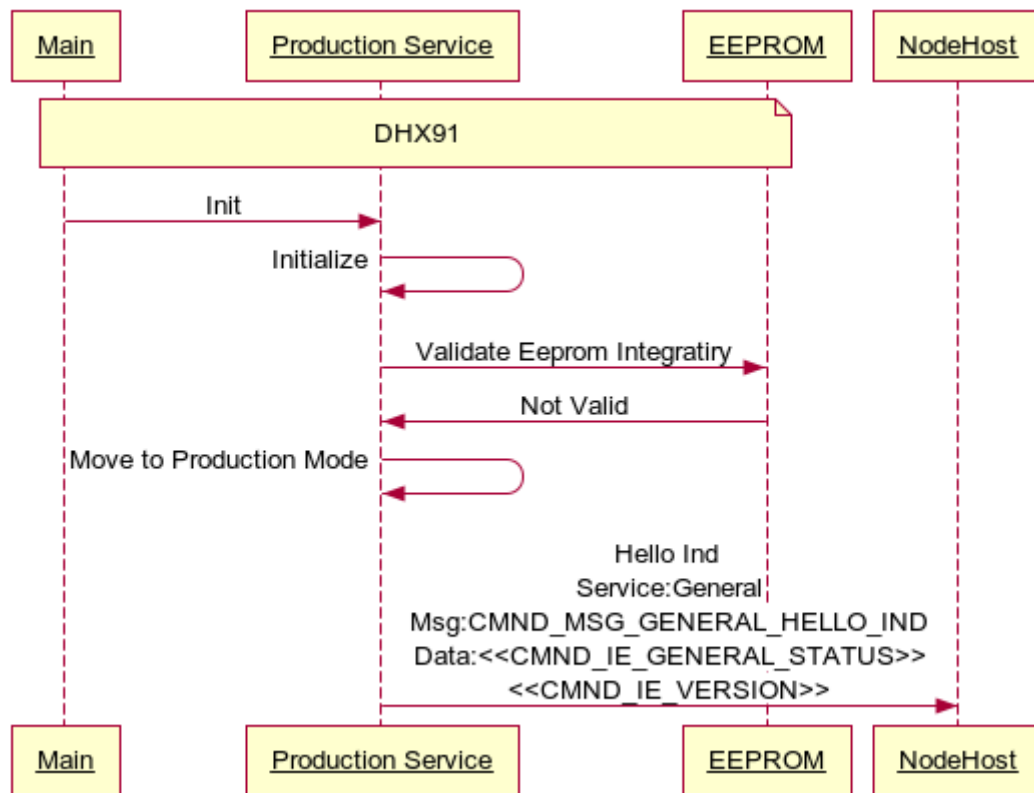 Main
Production Service
EEPROM
NodeHost
DHX91
Init
Initialize
Validate Eeprom Integratiry
Not Valid
Move to Production Mode
Hello Ind
Service:General
Msg:CMND_MSG_GENERAL_HELLO_IND
Data:<<CMND_IE_GENERAL_STATUS>>
<<CMND_IE_VERSION>>
Main
Production Service
EEPROM
NodeHost